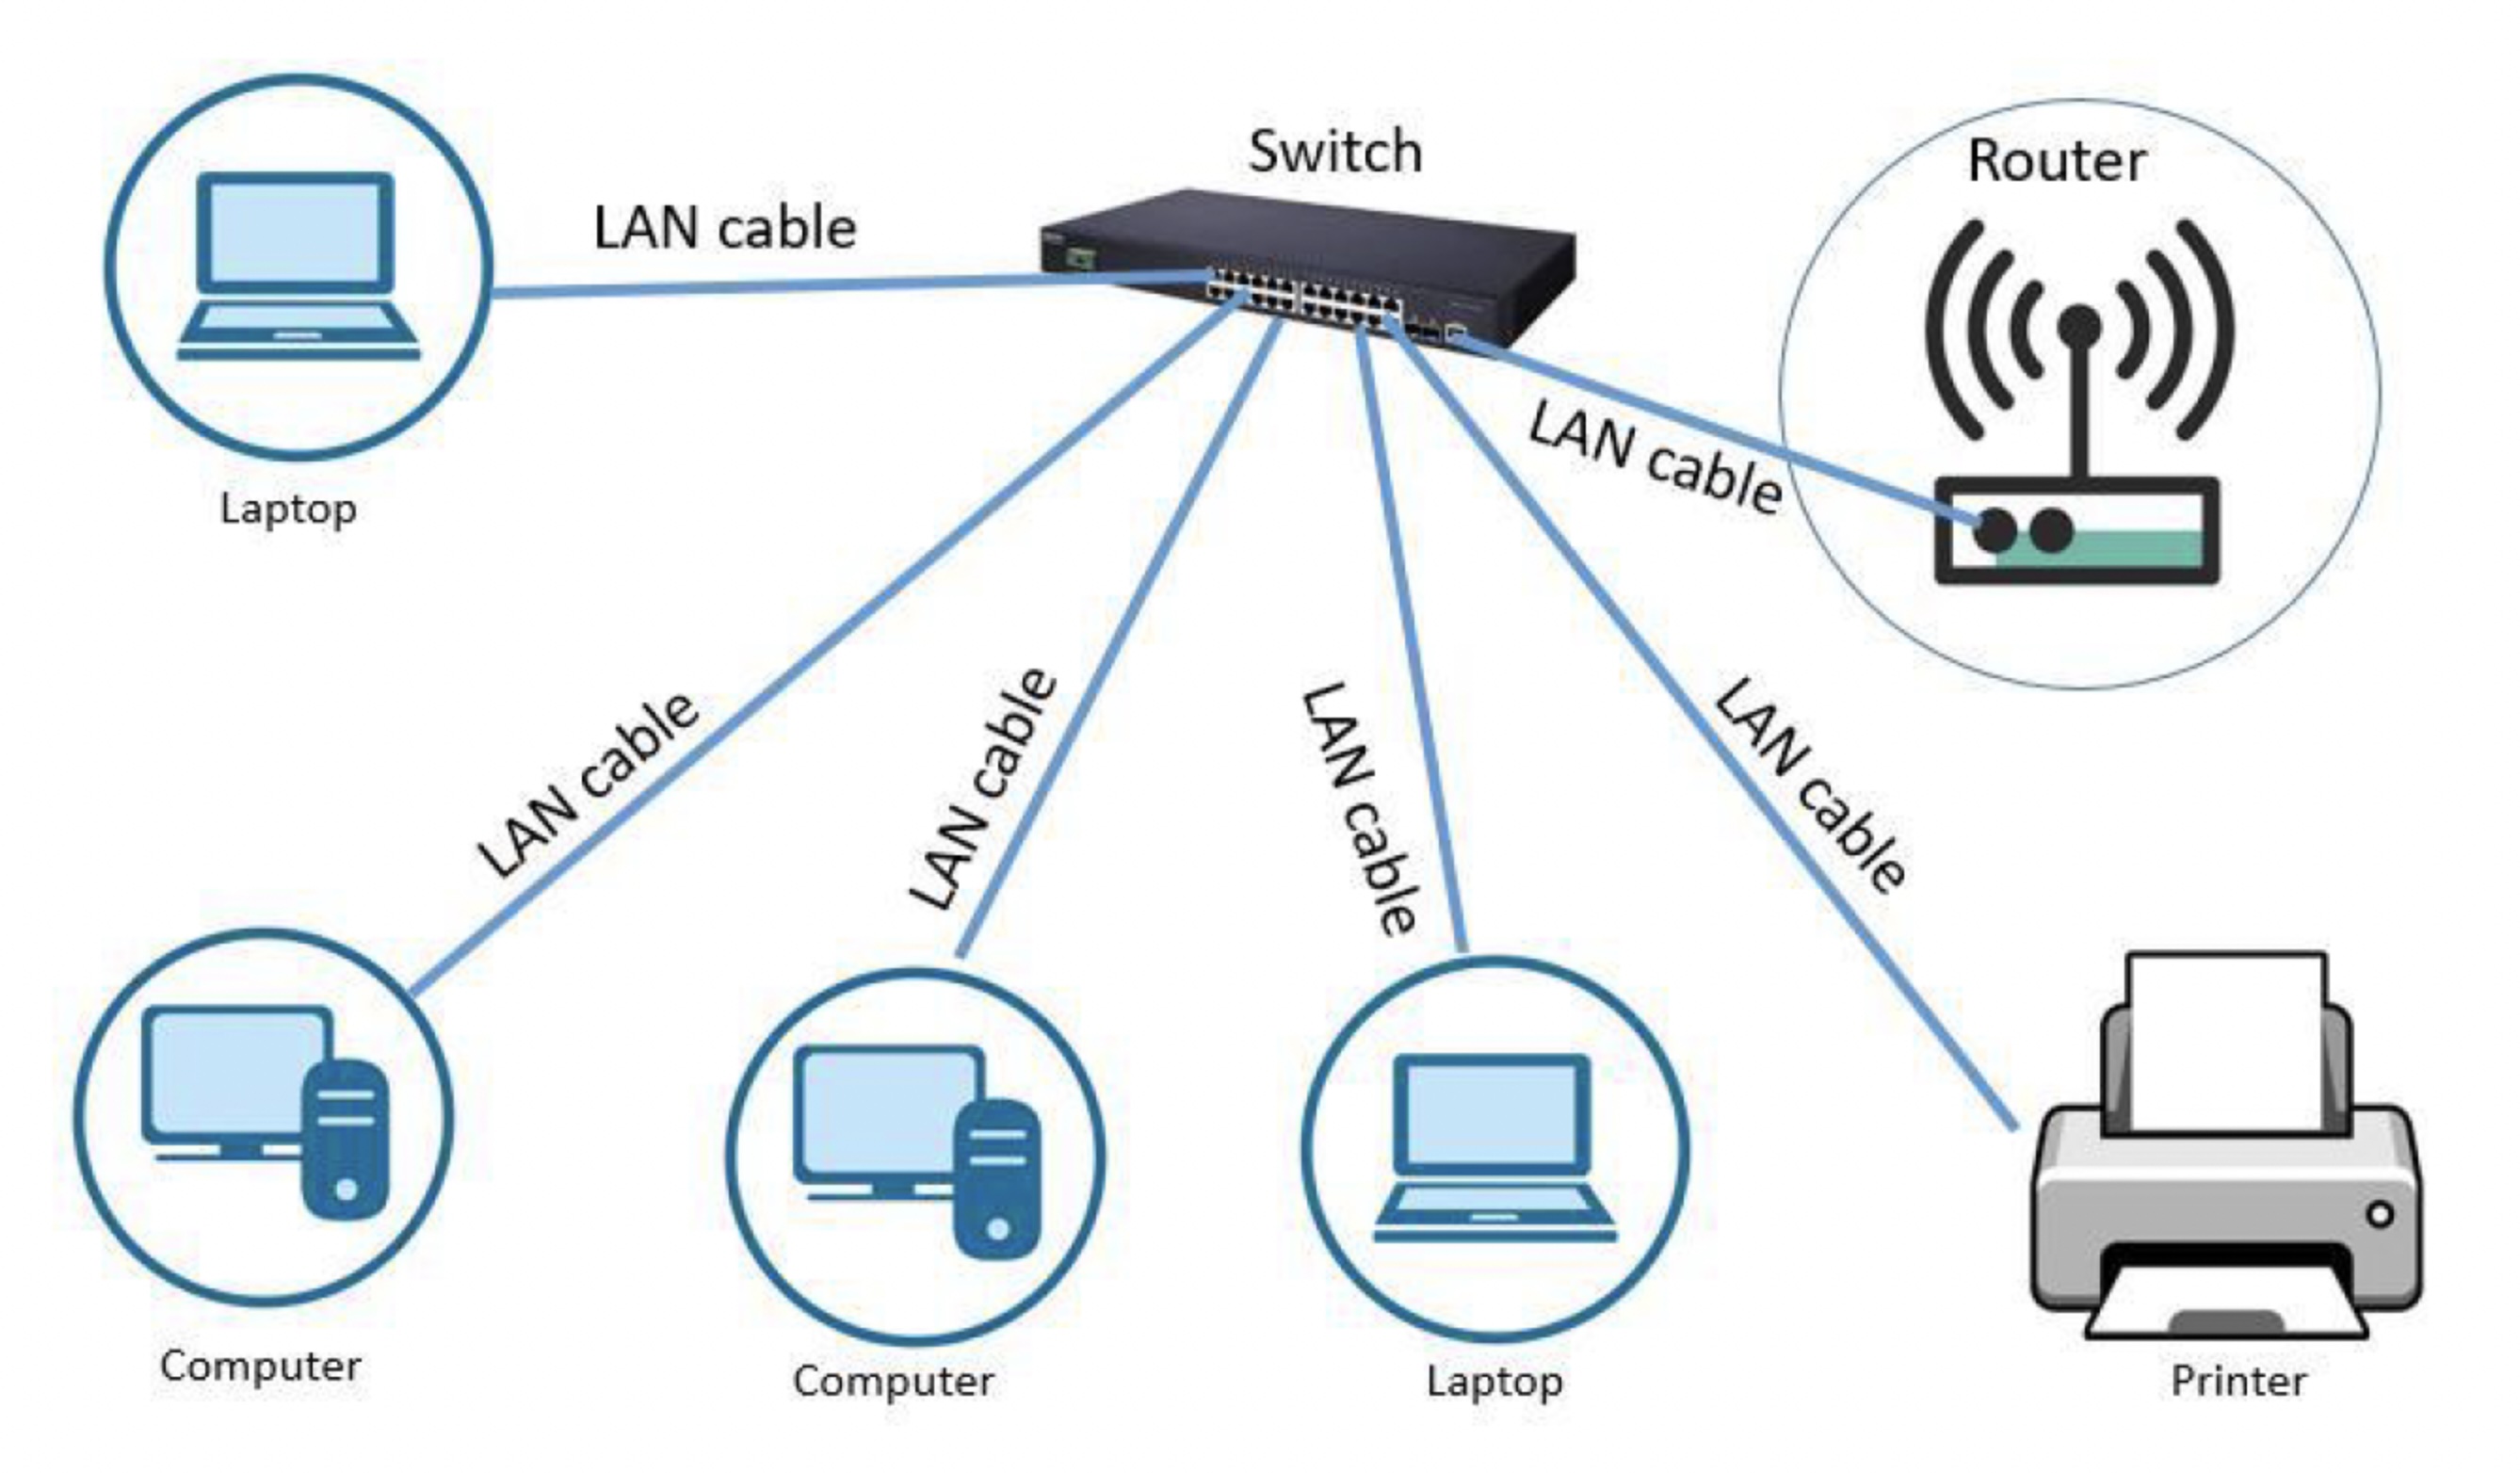 Switch
Router
LAN cable
LAN cable
Laptop
LAN cable
LAN cable
LAN cable
LAN cable
Computer
Computer
Laptop
Printer